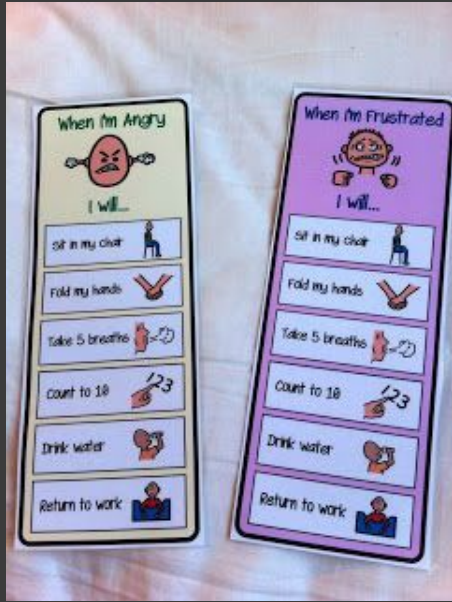 When I'm Angry
I will...
Sit in my chair
Fold my hands
Take 5 breaths
Count to 10
123
Drink water
Return to work
When I'm Frustrated
I will...
Sit in my chair
Fold my hands
Take 5 breaths
Count to 10
123
Drink water
Return to work